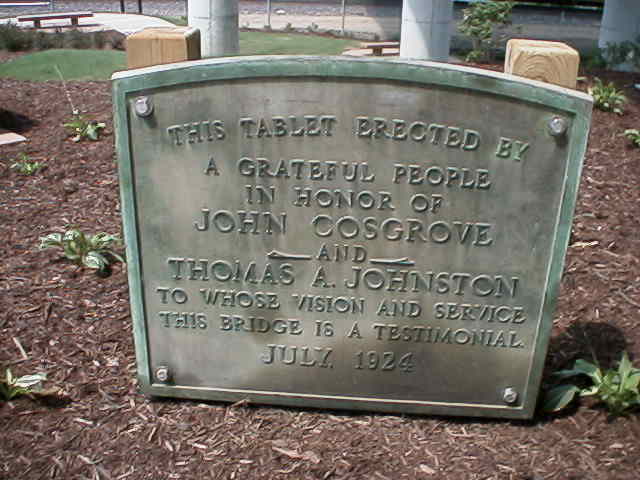 THIS TABLET ERECTED BY
A GRATEFUL PEOPLE
IN HONOR OF
JOHN COSGROVE
AND
THOMAS A. JOHNSTON
TO WHOSE VISION AND SERVICE
THIS BRIDGE IS A TESTIMONIAL.
JULY, 1924